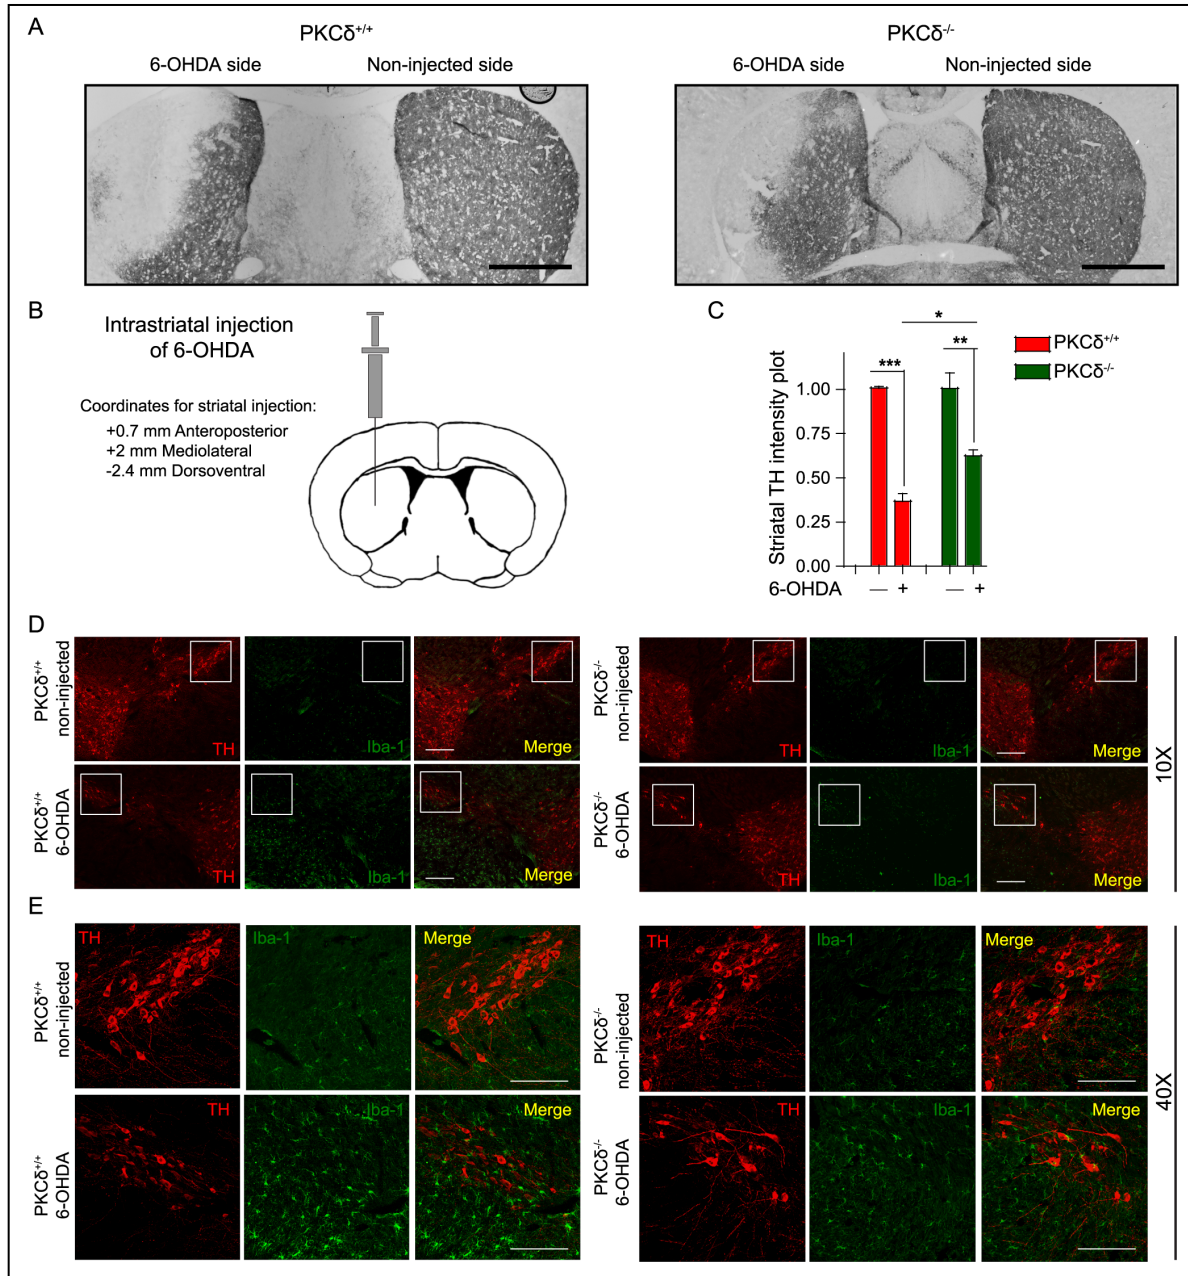 A
PKCδ+/+
PKCδ-/-
6-OHDA side
Non-injected side
6-OHDA side
Non-injected side
B
Intrastriatal injection
of 6-OHDA
Coordinates for striatal injection:
+0.7 mm Anteroposterior
+2 mm Mediolateral
-2.4 mm Dorsoventral
C
*
***
**
PKCδ+/+
PKCδ-/-
Striatal TH intensity plot
1.00
0.75
0.50
0.25
0.00
6-OHDA
— + — +
D
PKCδ+/+
non-injected
TH
Iba-1
Merge
PKCδ-/-
non-injected
TH
Iba-1
Merge
PKCδ+/+
6-OHDA
TH
Iba-1
Merge
PKCδ-/-
6-OHDA
TH
Iba-1
Merge
10X
E
PKCδ+/+
non-injected
TH
Iba-1
Merge
PKCδ-/-
non-injected
TH
Iba-1
Merge
PKCδ+/+
6-OHDA
TH
Iba-1
Merge
PKCδ-/-
6-OHDA
TH
Iba-1
Merge
40X